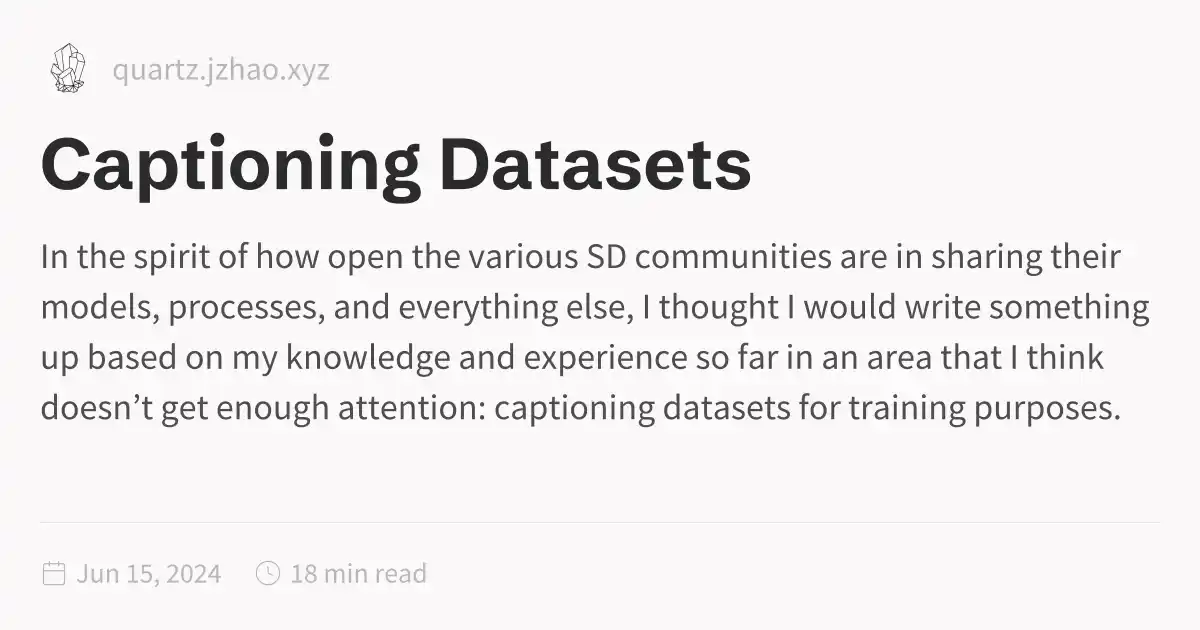 quartz.jzhao.xyz
Captioning Datasets
In the spirit of how open the various SD communities are in sharing their
models, processes, and everything else, I thought I would write something
up based on my knowledge and experience so far in an area that I think
doesn’t get enough attention: captioning datasets for training purposes.
Jun 15, 2024 18 min read